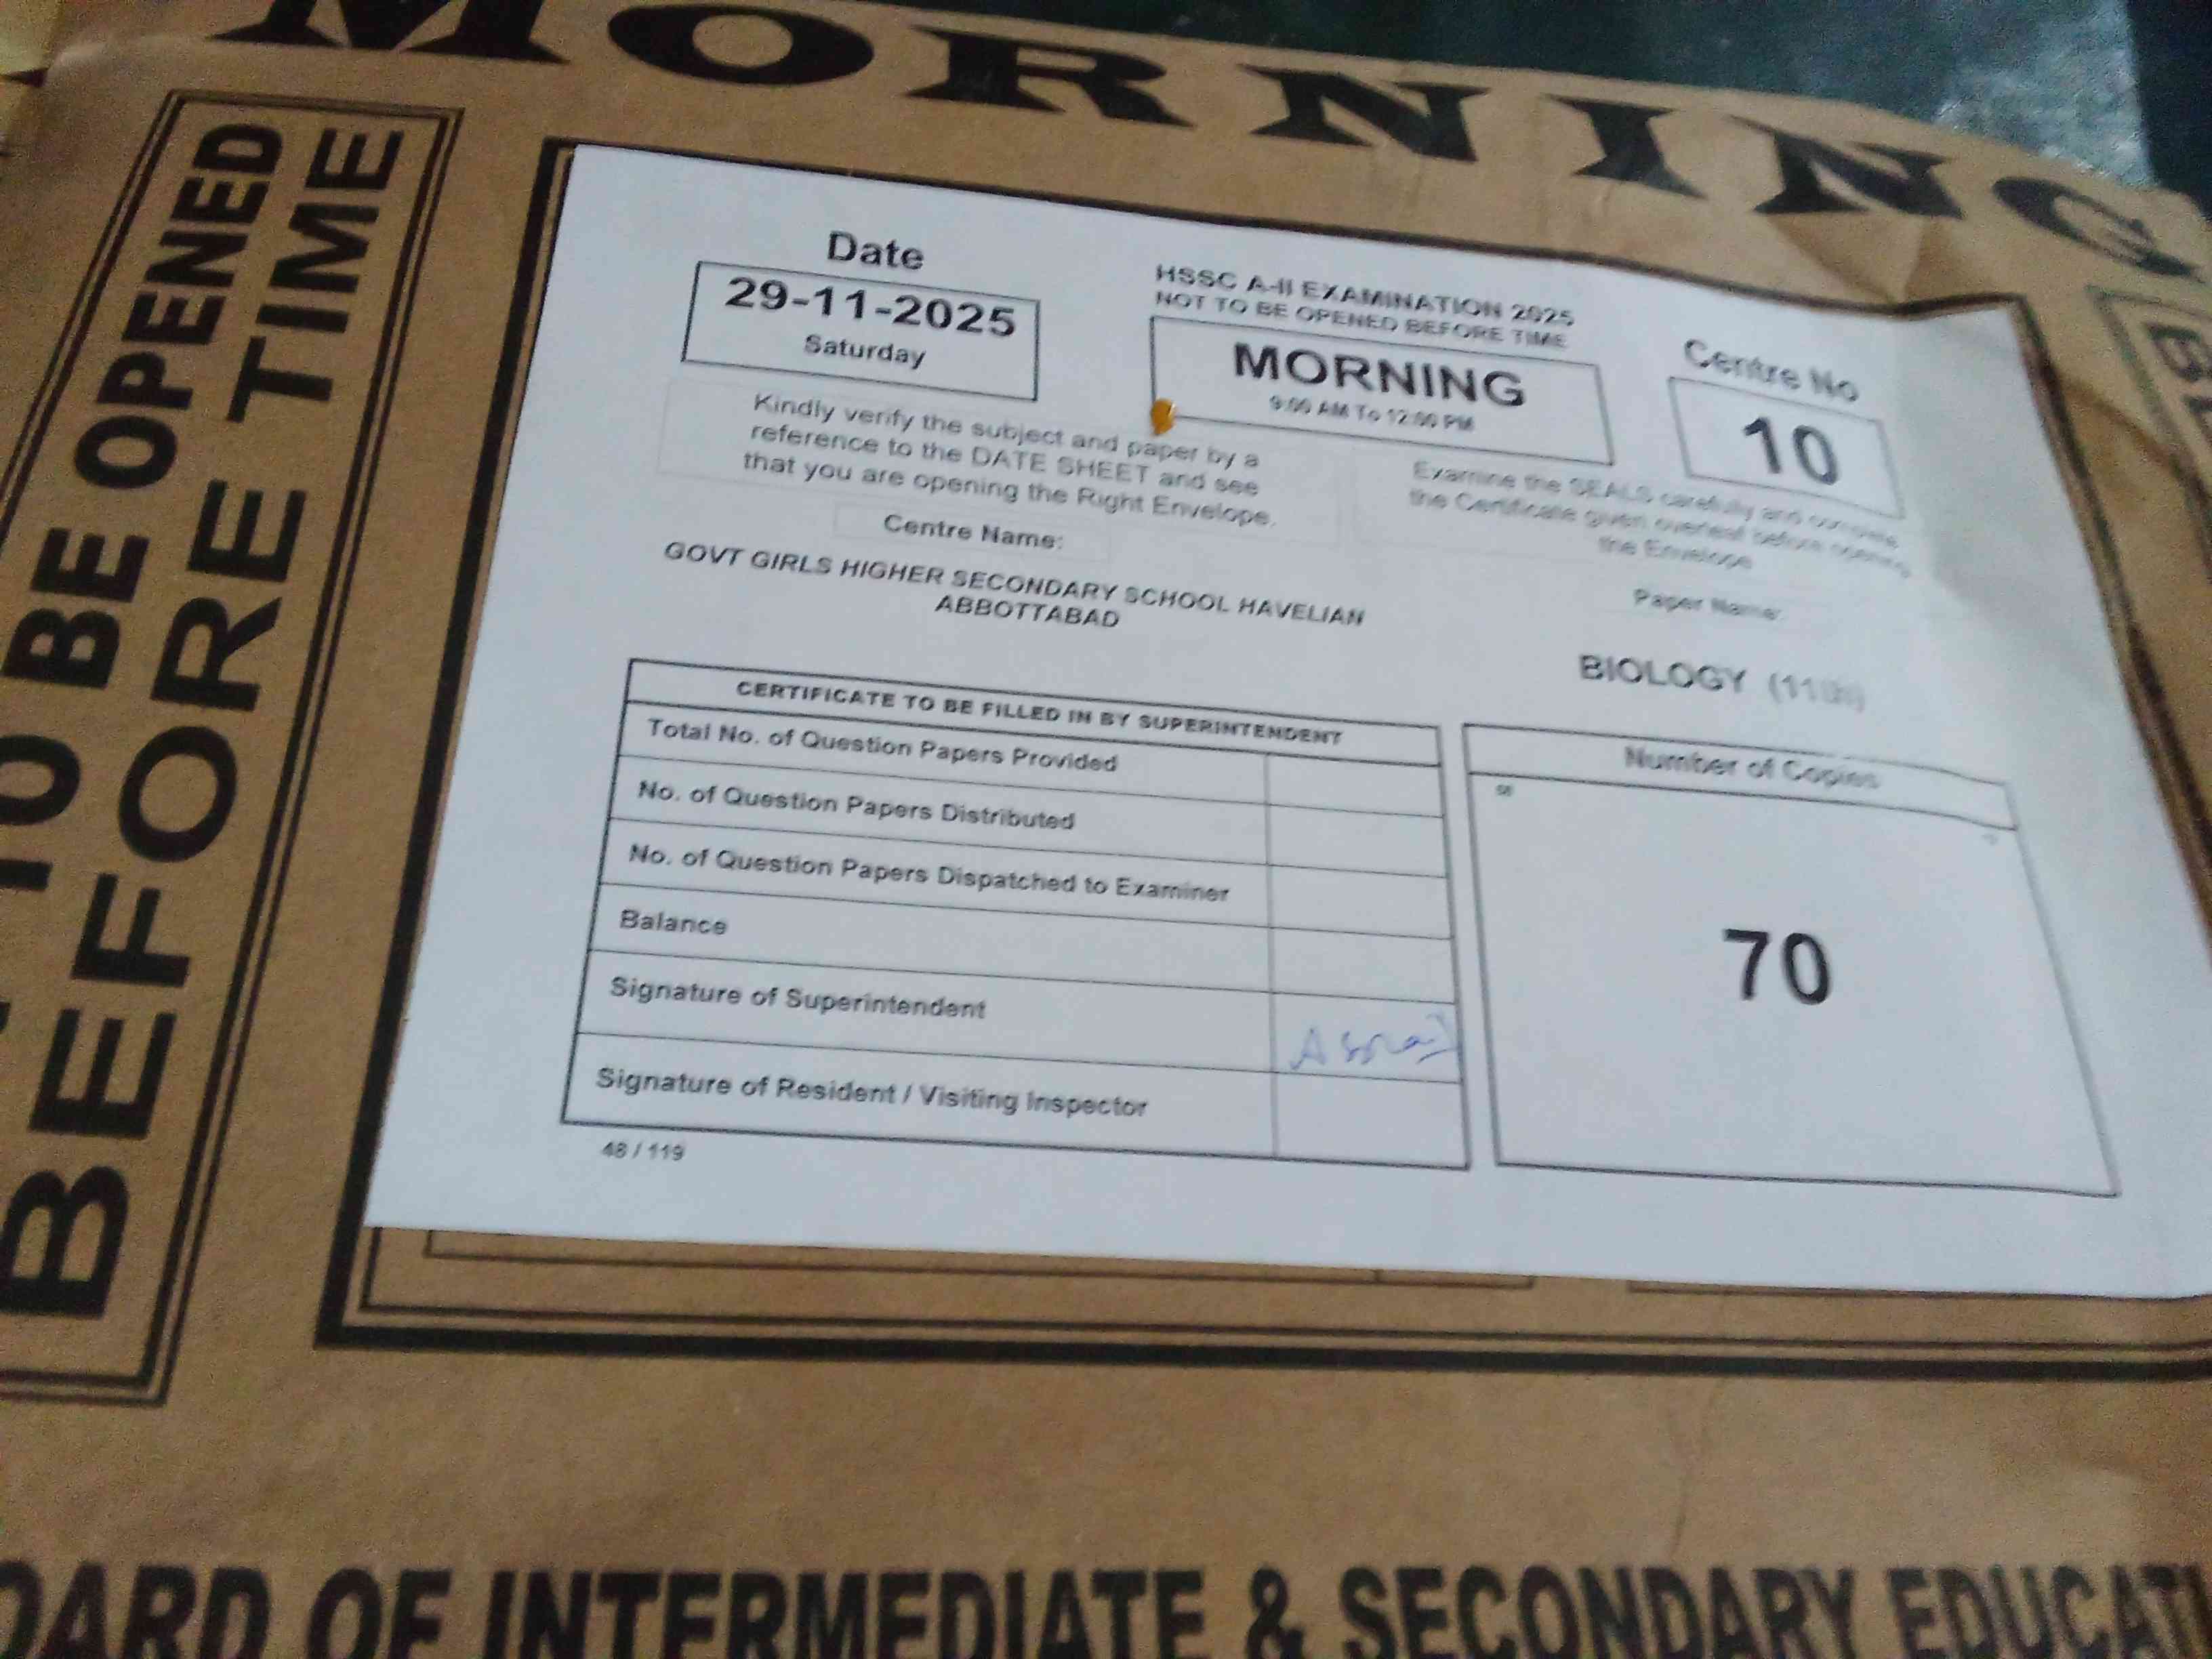 MORNING
TO BE OPENED
BEFORE TIME
Date
29-11-2025
Saturday
HSSC A-II EXAMINATION 2025
NOT TO BE OPENED BEFORE TIME
MORNING
9:00 AM To 12:00 PM
Centre No
10
Kindly verify the subject and paper by a
reference to the DATE SHEET and see
that you are opening the Right Envelope.
Examine the SEALS carefully and complete
the Certificate given overleaf before opening
the Envelope
Centre Name:
GOVT GIRLS HIGHER SECONDARY SCHOOL HAVELIAN
ABBOTTABAD
Paper Name:
BIOLOGY (11th)
CERTIFICATE TO BE FILLED IN BY SUPERINTENDENT
Total No. of Question Papers Provided
No. of Question Papers Distributed
No. of Question Papers Dispatched to Examiner
Balance
Signature of Superintendent
Signature of Resident / Visiting Inspector
48 / 119
Number of Copies
68
70
BOARD OF INTERMEDIATE & SECONDARY EDUCATI